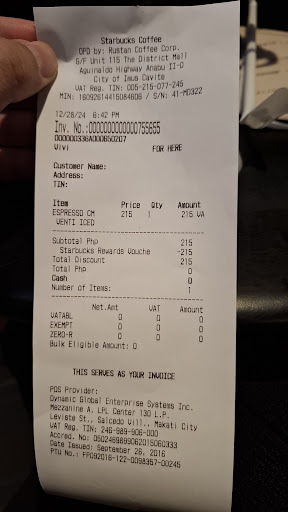 Starbucks Coffee
OPD by: Rustan Coffee Corp.
G/F Unit 115 The District Mall
Aguinaldo Highway Anabu II-D
City of Imus Cavite
VAT Reg. TIN: 005-215-077-245
MIN: 16092614415084606 / S/N: 41-M0322
12/28/24 6:42 PM
Inv. No.:0000000000000755655
000000336A000650207
Vivi FOR HERE
Customer Name:
Address:
TIN:
Item Price Qty Amount
ESPRESSO CM 215 1 215 VA
VENTI ICED
Subtotal Php 215
Starbucks Rewards Vouche -215
Total Discount 215
Total Php 0
Cash 0
Number of Items: 1
Net.Amt VAT Amount
VATABL 0 0 0
EXEMPT 0 0 0
ZERO-R 0 0 0
Bulk Eligible Amount: 0
THIS SERVES AS YOUR INVOICE
POS Provider:
Dynamic Global Enterprise Systems Inc.
Mezzanine A, LPL Center 130 L.P.
Leviste St., Salcedo Vill., Makati City
VAT Reg. TIN: 246-989-906-000
Accred. No: 0502469899062015060333
Date Issued: September 26, 2016
PTU No.: FP092016-122-0098357-00245